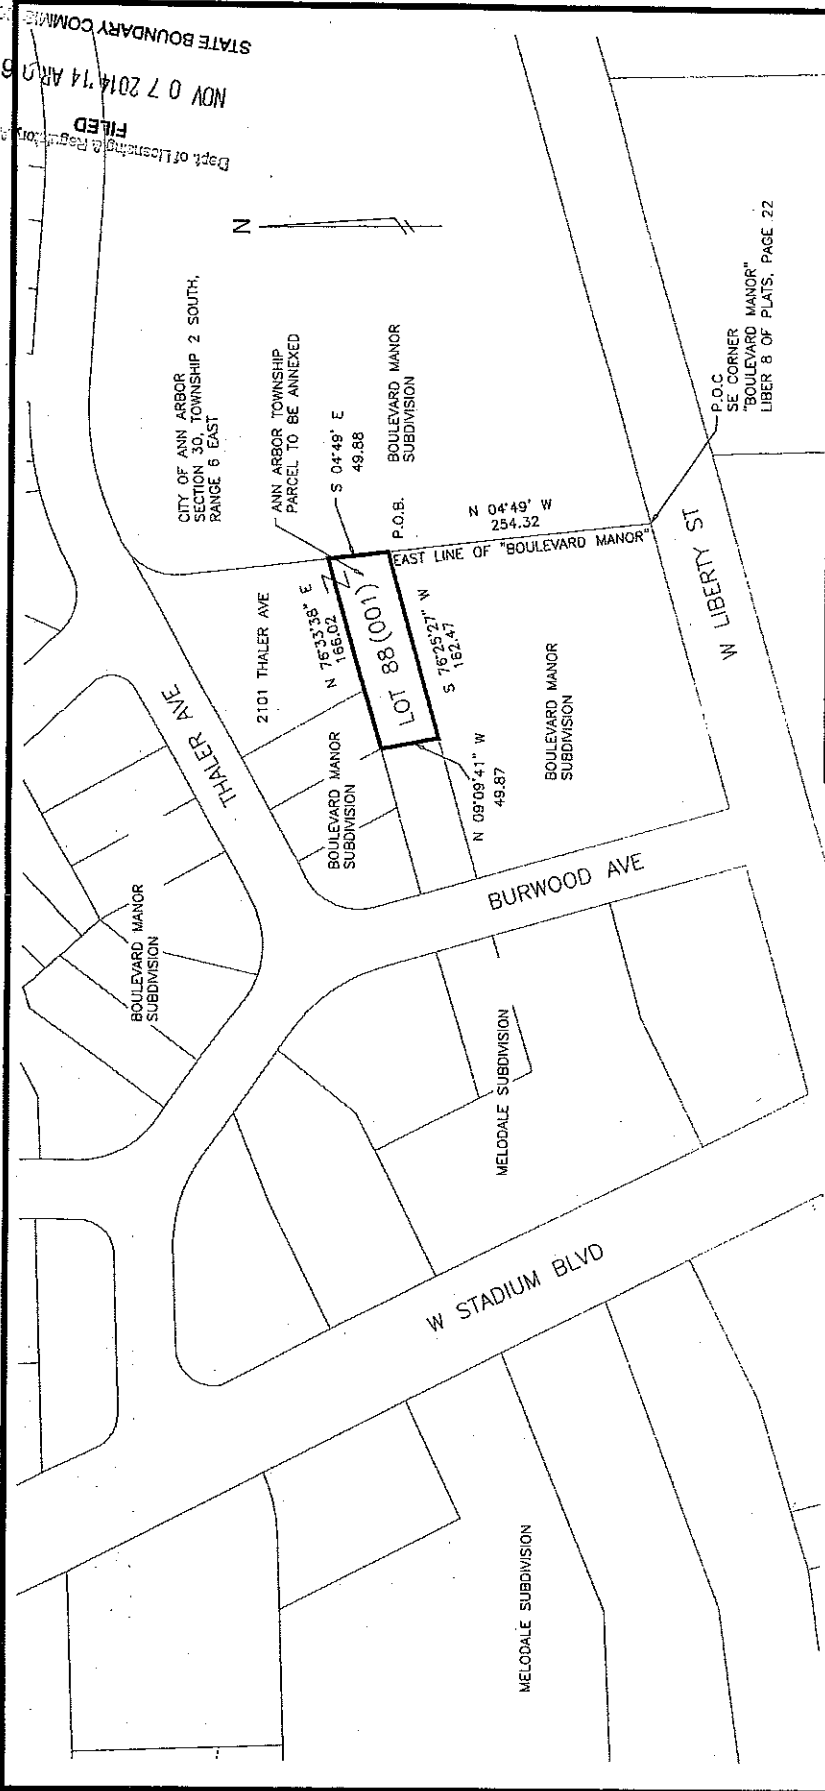 STATE BOUNDARY
NOV 07 2014
FILED
Dept. of Licensing & Regulatory
N
CITY OF ANN ARBOR
SECTION 30, TOWNSHIP 2 SOUTH,
RANGE 6 EAST
ANN ARBOR TOWNSHIP
PARCEL TO BE ANNEXED
S 04°49' E
49.88
P.O.B.
BOULEVARD MANOR
SUBDIVISION
2101 THALER AVE
N 76°33'38" E
166.02
LOT 88(001)
S 76°25'27" W
162.47
N 04°49' W
254.32
EAST LINE OF "BOULEVARD MANOR"
P.O.C
SE CORNER
"BOULEVARD MANOR"
LIBER 8 OF PLATS, PAGE 22
W LIBERTY ST
THALER AVE
BOULEVARD MANOR
SUBDIVISION
N 09°09'41" W
49.87
BOULEVARD MANOR
SUBDIVISION
BOULEVARD MANOR
SUBDIVISION
BURWOOD AVE
MELODALE SUBDIVISION
W STADIUM BLVD
MELODALE SUBDIVISION